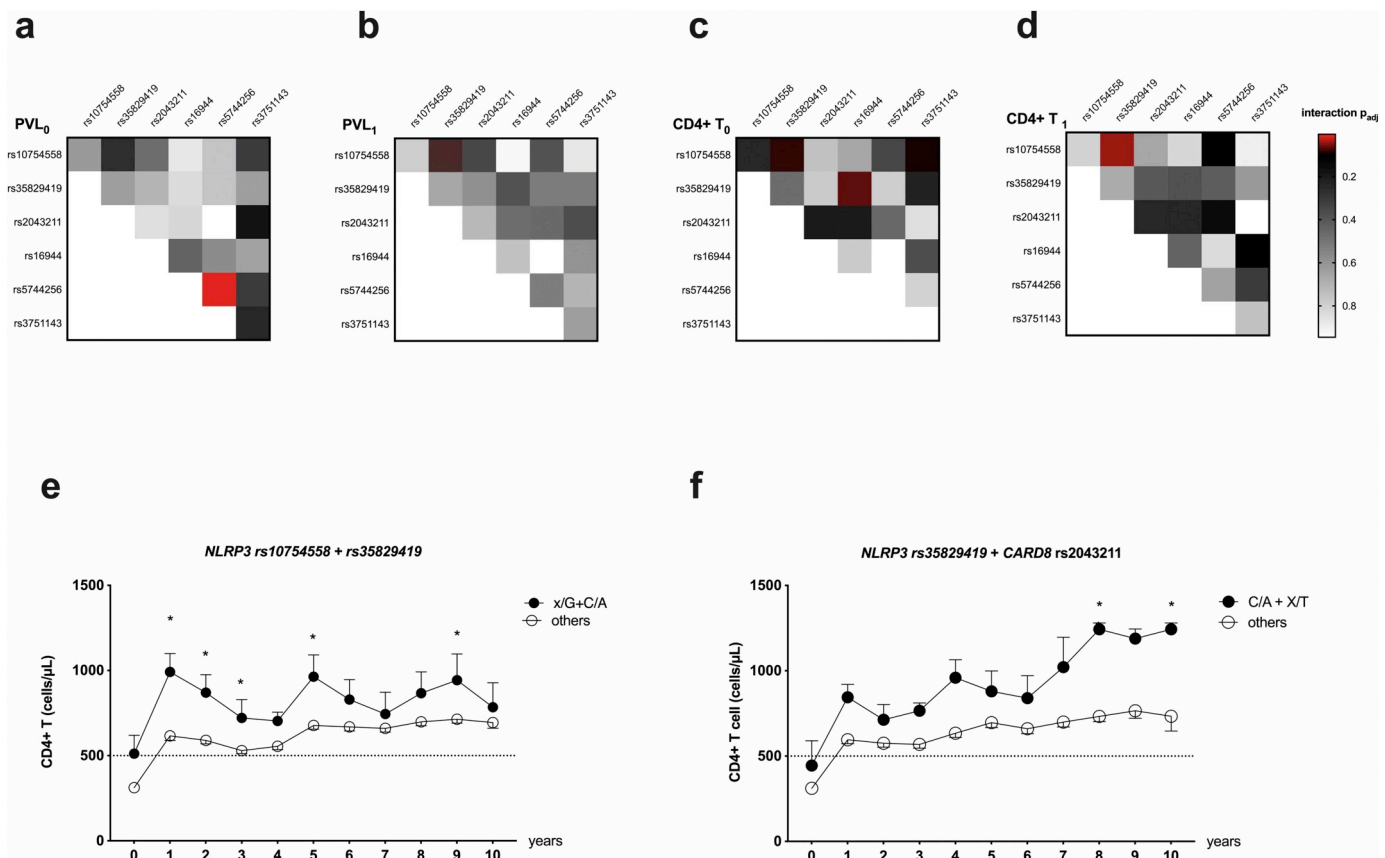 a
b
c
d
PVL0
rs10754558
rs35829419
rs2043211
rs16944
rs5744256
rs3751143
rs10754558
rs35829419
rs2043211
rs16944
rs5744256
rs3751143
PVL1
rs10754558
rs35829419
rs2043211
rs16944
rs5744256
rs3751143
rs10754558
rs35829419
rs2043211
rs16944
rs5744256
rs3751143
CD4+ T0
rs10754558
rs35829419
rs2043211
rs16944
rs5744256
rs3751143
rs10754558
rs35829419
rs2043211
rs16944
rs5744256
rs3751143
CD4+ T 1
rs10754558
rs35829419
rs2043211
rs16944
rs5744256
rs3751143
rs10754558
rs35829419
rs2043211
rs16944
rs5744256
rs3751143
interaction padj
0.2
0.4
0.6
0.8
e
NLRP3 rs10754558 + rs35829419
CD4+ T (cells/µL)
1500
1000
500
0
* * * * *
x/G+C/A
others
0 1 2 3 4 5 6 7 8 9 10
years
f
NLRP3 rs35829419 + CARD8 rs2043211
CD4+ T cell (cells/µL)
1500
1000
500
0
* *
C/A + X/T
others
0 1 2 3 4 5 6 7 8 9 10
years